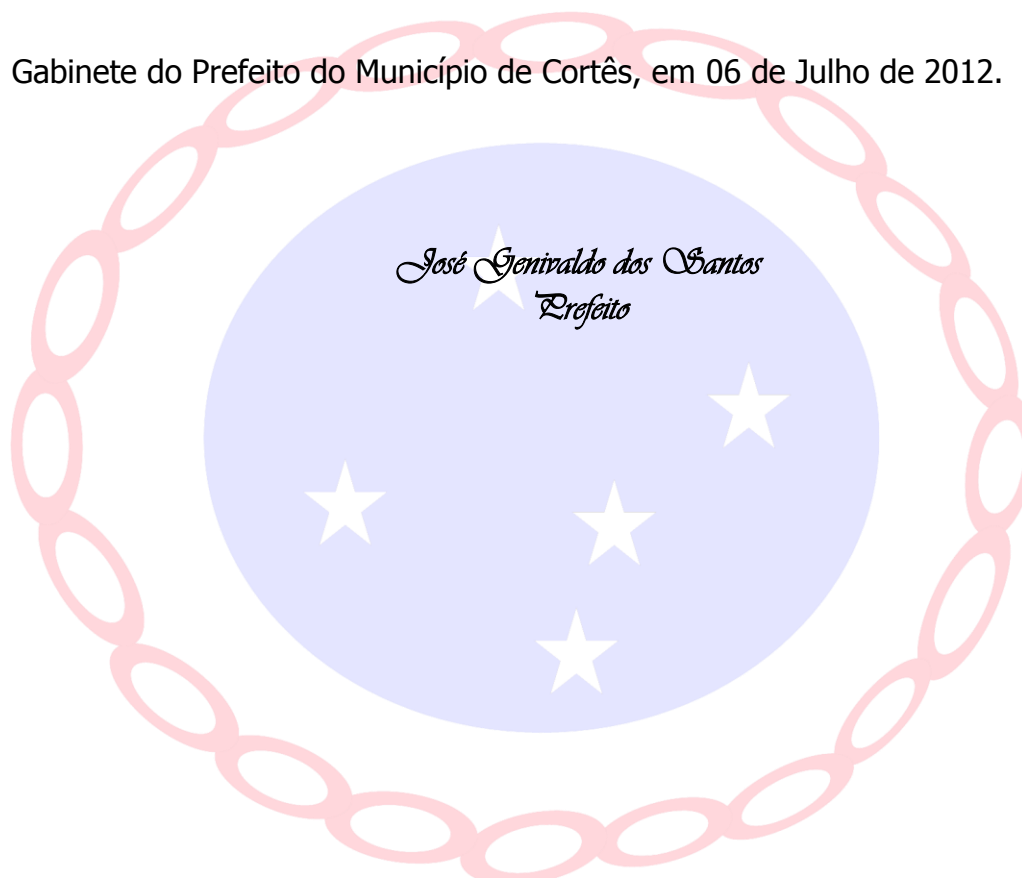 Gabinete do Prefeito do Município de Cortês, em 06 de Julho de 2012.
José Genivaldo dos Santos
Prefeito